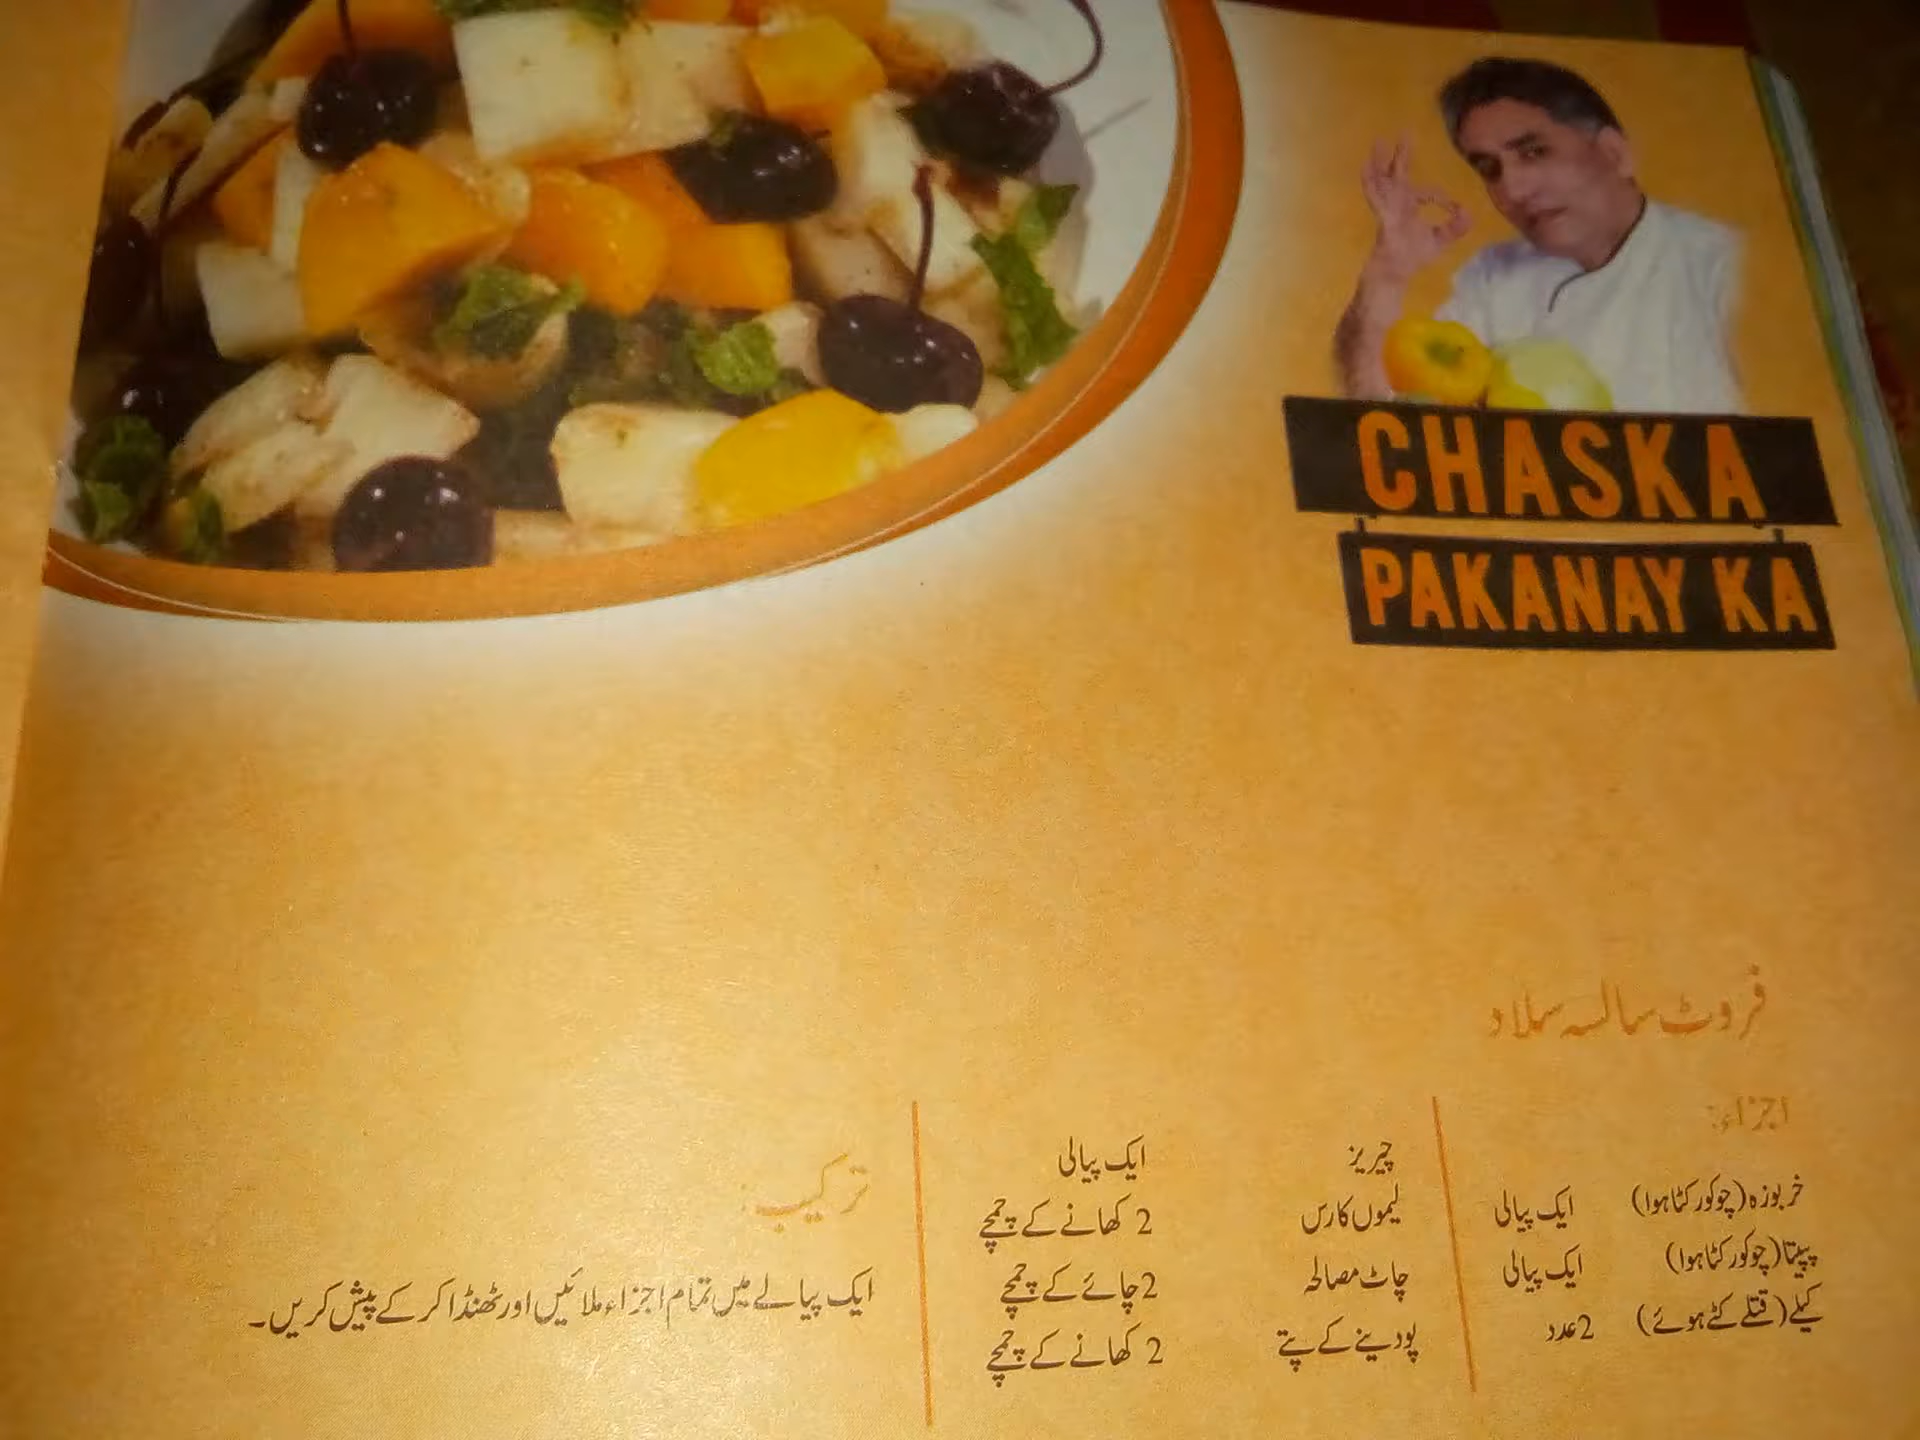 CHASKA
PAKANAY KA
فروٹ سالسہ سلاد
اجزاء:
خربوزہ (چوکور کٹا ہوا) ایک پیالی
پپیتا (چوکور کٹا ہوا) ایک پیالی
کیلے (قتلے کٹے ہوئے) 2 عدد
چیریز ایک پیالی
لیموں کا رس 2 کھانے کے چمچے
چاٹ مصالحہ 2 چائے کے چمچے
پودینے کے پتے 2 کھانے کے چمچے
ترکیب:
ایک پیالے میں تمام اجزاء ملائیں اور ٹھنڈا کر کے پیش کریں۔